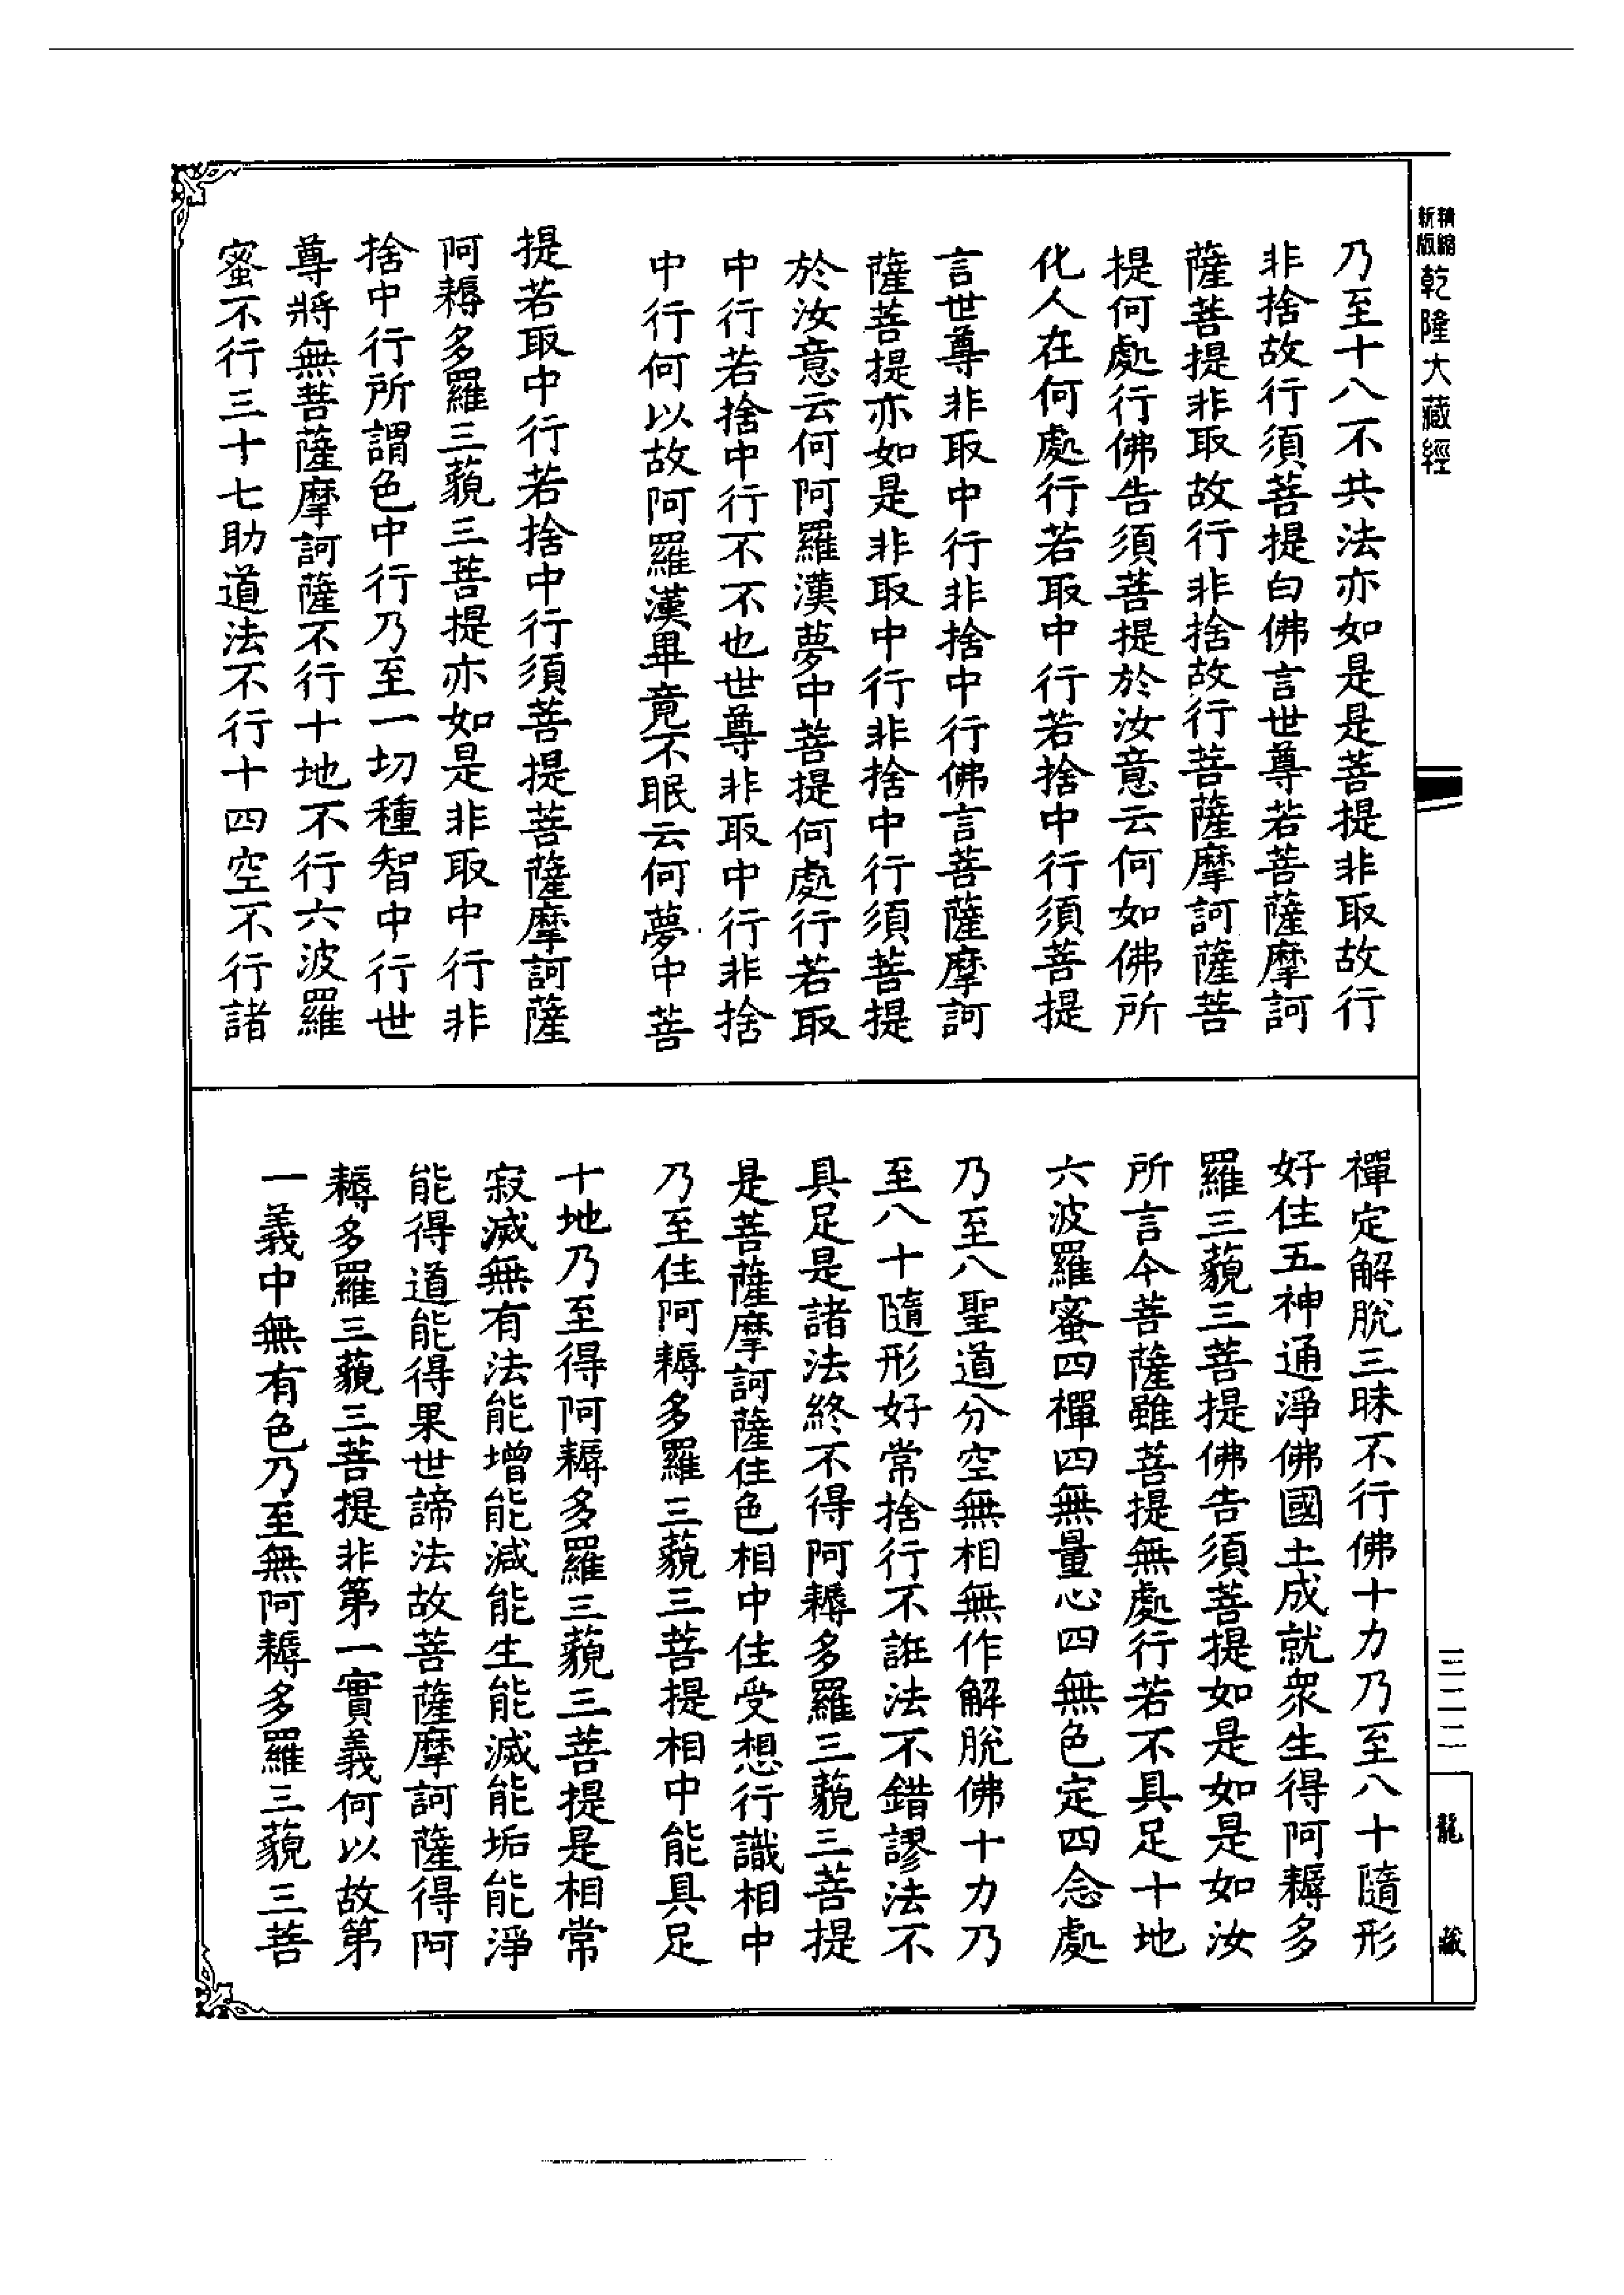 新版精縮乾隆大藏經
乃至十八不共法亦如是是菩提非取故行
非捨故行須菩提白佛言世尊若菩薩摩訶
薩菩提非取故行非捨故行菩薩摩訶薩菩
提何處行佛告須菩提於汝意云何如佛所
化人在何處行若取中行若捨中行須菩提
言世尊非取中行非捨中行佛言菩薩摩訶
薩菩提亦如是非取中行非捨中行須菩提
於汝意云何阿羅漢夢中菩提何處行若取
中行若捨中行不不也世尊非取中行非捨
中行何以故阿羅漢畢竟不眠云何夢中菩
提若取中行若捨中行須菩提菩薩摩訶薩
阿耨多羅三藐三菩提亦如是非取中行非
捨中行所謂色中行乃至一切種智中行世
尊將無菩薩摩訶薩不行十地不行六波羅
蜜不行三十七助道法不行十四空不行諸
禪定解脫三昧不行佛十力乃至八十隨形
好住五神通淨佛國土成就眾生得阿耨多
羅三藐三菩提佛告須菩提如是如是如汝
所言今菩薩雖菩提無處行若不具足十地
六波羅蜜四禪四無量心四無色定四念處
乃至八聖道分空無相無作解脫佛十力乃
至八十隨形好常捨行不誑法不錯謬法不
具足是諸法終不得阿耨多羅三藐三菩提
是菩薩摩訶薩住色相中住受想行識相中
乃至住阿耨多羅三藐三菩提相中能具足
十地乃至得阿耨多羅三藐三菩提是相常
寂滅無有法能增能減能生能滅能垢能淨
能得道能得果世諦法故菩薩摩訶薩得阿
耨多羅三藐三菩提非第一實義何以故第
一義中無有色乃至無阿耨多羅三藐三菩
三二二
龍藏